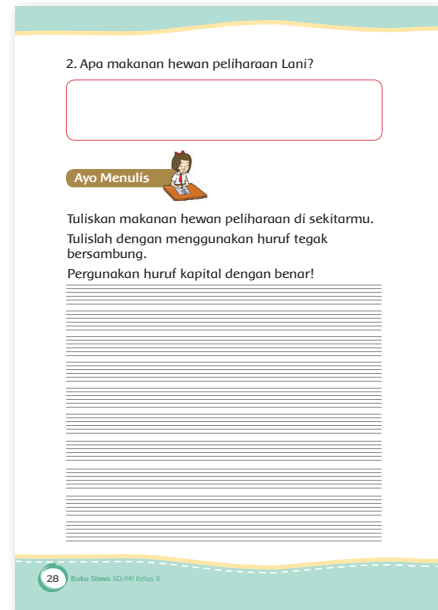 2. Apa makanan hewan peliharaan Lani?
Ayo Menulis
Tuliskan makanan hewan peliharaan di sekitarmu.
Tulislah dengan menggunakan huruf tegak
bersambung.
Pergunakan huruf kapital dengan benar!
28 Buku Siswa SD/MI Kelas II